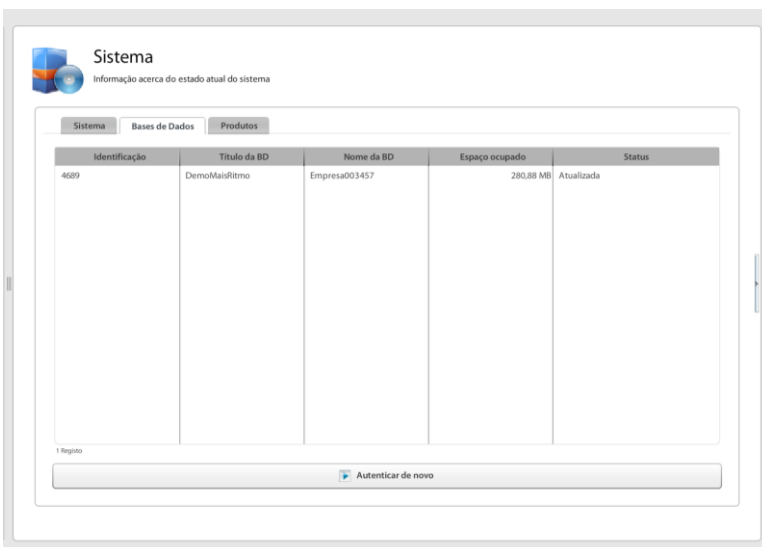 Sistema
Informação acerca do estado atual do sistema
Sistema Bases de Dados Produtos
Identificação Título da BD Nome da BD Espaço ocupado Status
4689 DemoMaisRitmo Empresa003457 280,88 MB Atualizada
1 Registo
Autenticar de novo